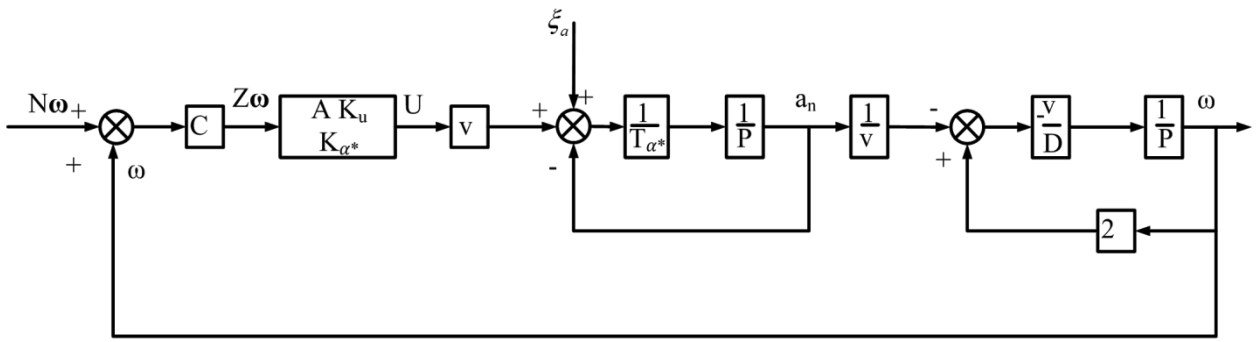 ξa
Nω + Zω U + + an - ω
C A Ku v 1 1 1 -v 1
Kα* Tα* P v D P
+ ω - +
2